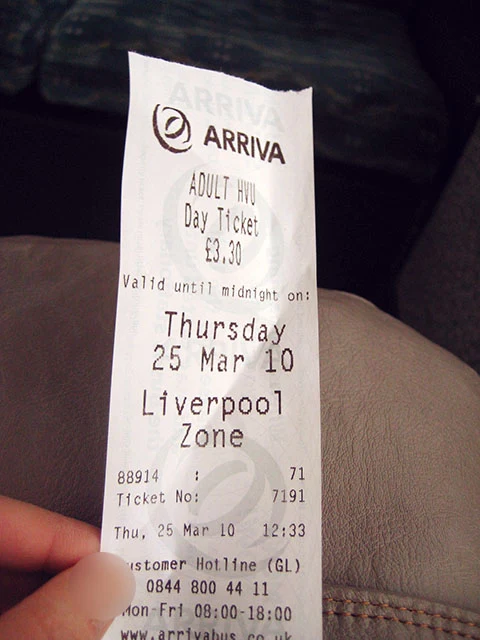 ARRIVA
ARRIVA
ADULT HVU
Day Ticket
£3.30
Valid until midnight on:
Thursday
25 Mar 10
Liverpool
Zone
88914 : 71
Ticket No: 7191
Thu, 25 Mar 10 12:33
ustomer Hotline (GL)
0844 800 44 11
Mon-Fri 08:00-18:00
www.arrivabus.co.uk